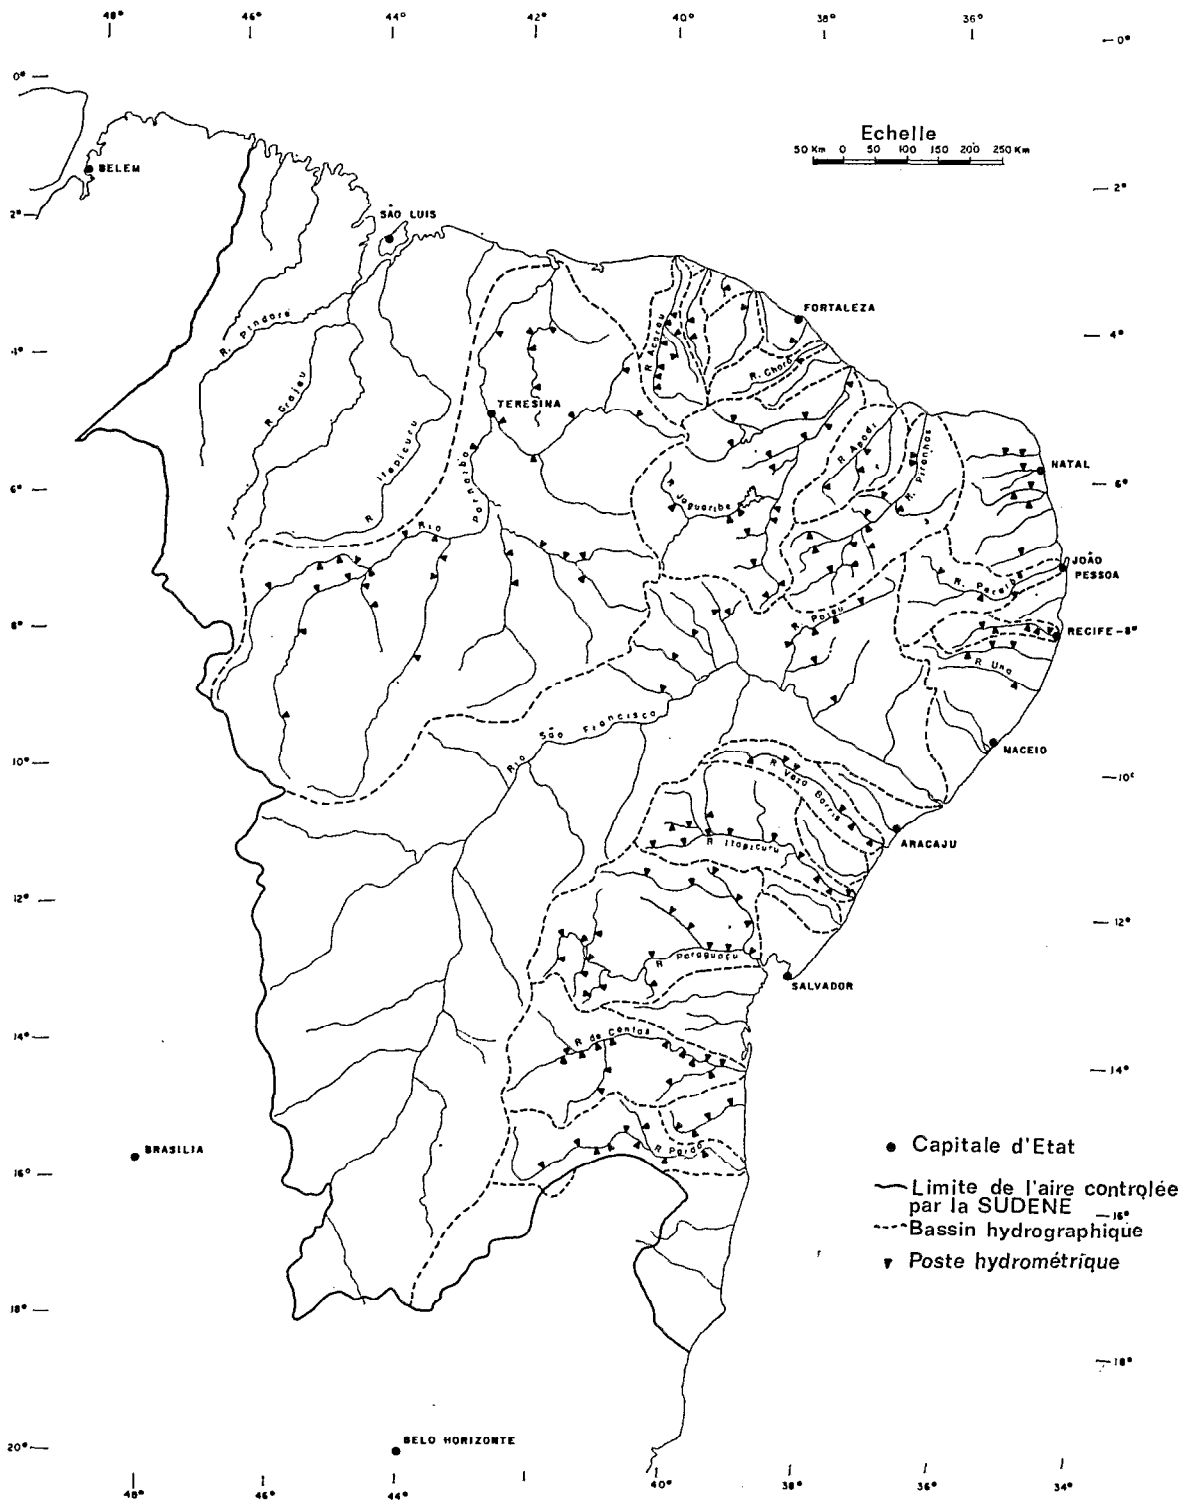 48° 46° 44° 42° 40° 38° 36°
0°
0°
Echelle
50 Km 0 50 100 150 200 250 Km
BELEM
2°
2°
SÃO LUIS
FORTALEZA
R. Pindaré
4°
4°
R. Acaraú
R. Choró
R. Grajau
TERESINA
R. Itapicuru
Parnaiba
Rio
R. Apodi
R. Piranhas
NATAL
6°
6°
R. Jaguaribe
JOÃO
PESSOA
R. Paraiba
R. Pajeu
8°
RECIFE
8°
R. Una
Rio São Francisco
MACEIO
10°
10°
R. Vaza Barris
ARACAJU
R Itapicuru
12°
12°
R Paraguaçu
SALVADOR
14°
R de Contas
14°
Capitale d'Etat
BRASILIA
R Pardo
16°
Limite de l'aire controlée
par la SUDENE
16°
Bassin hydrographique
Poste hydrométrique
18°
18°
BELO HORIZONTE
20°
48° 46° 44° 40° 38° 36° 34°